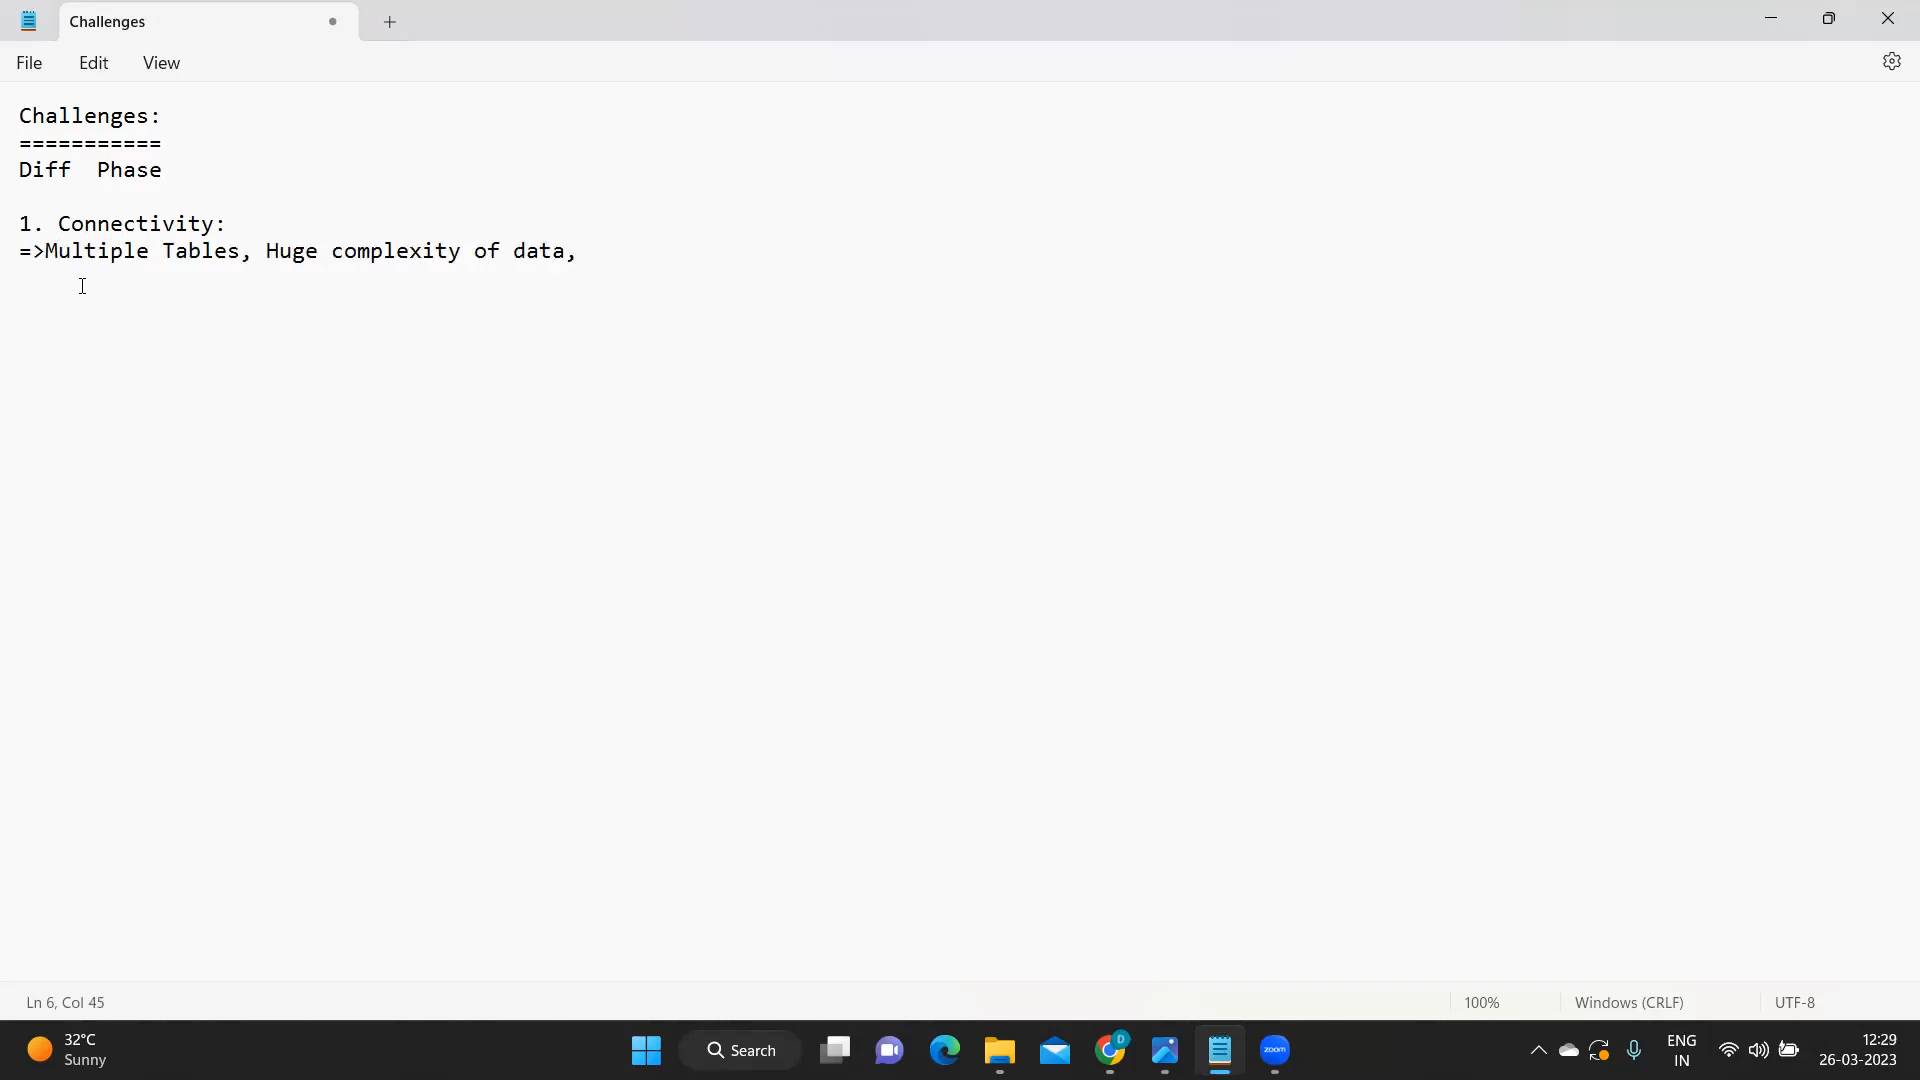 Challenges
File Edit View
Challenges:
===========
Diff  Phase
1. Connectivity:
=>Multiple Tables, Huge complexity of data,
Ln 6, Col 45
100%
Windows (CRLF)
UTF-8
32°C
Sunny
Search
D
zoom
ENG
IN
12:29
26-03-2023